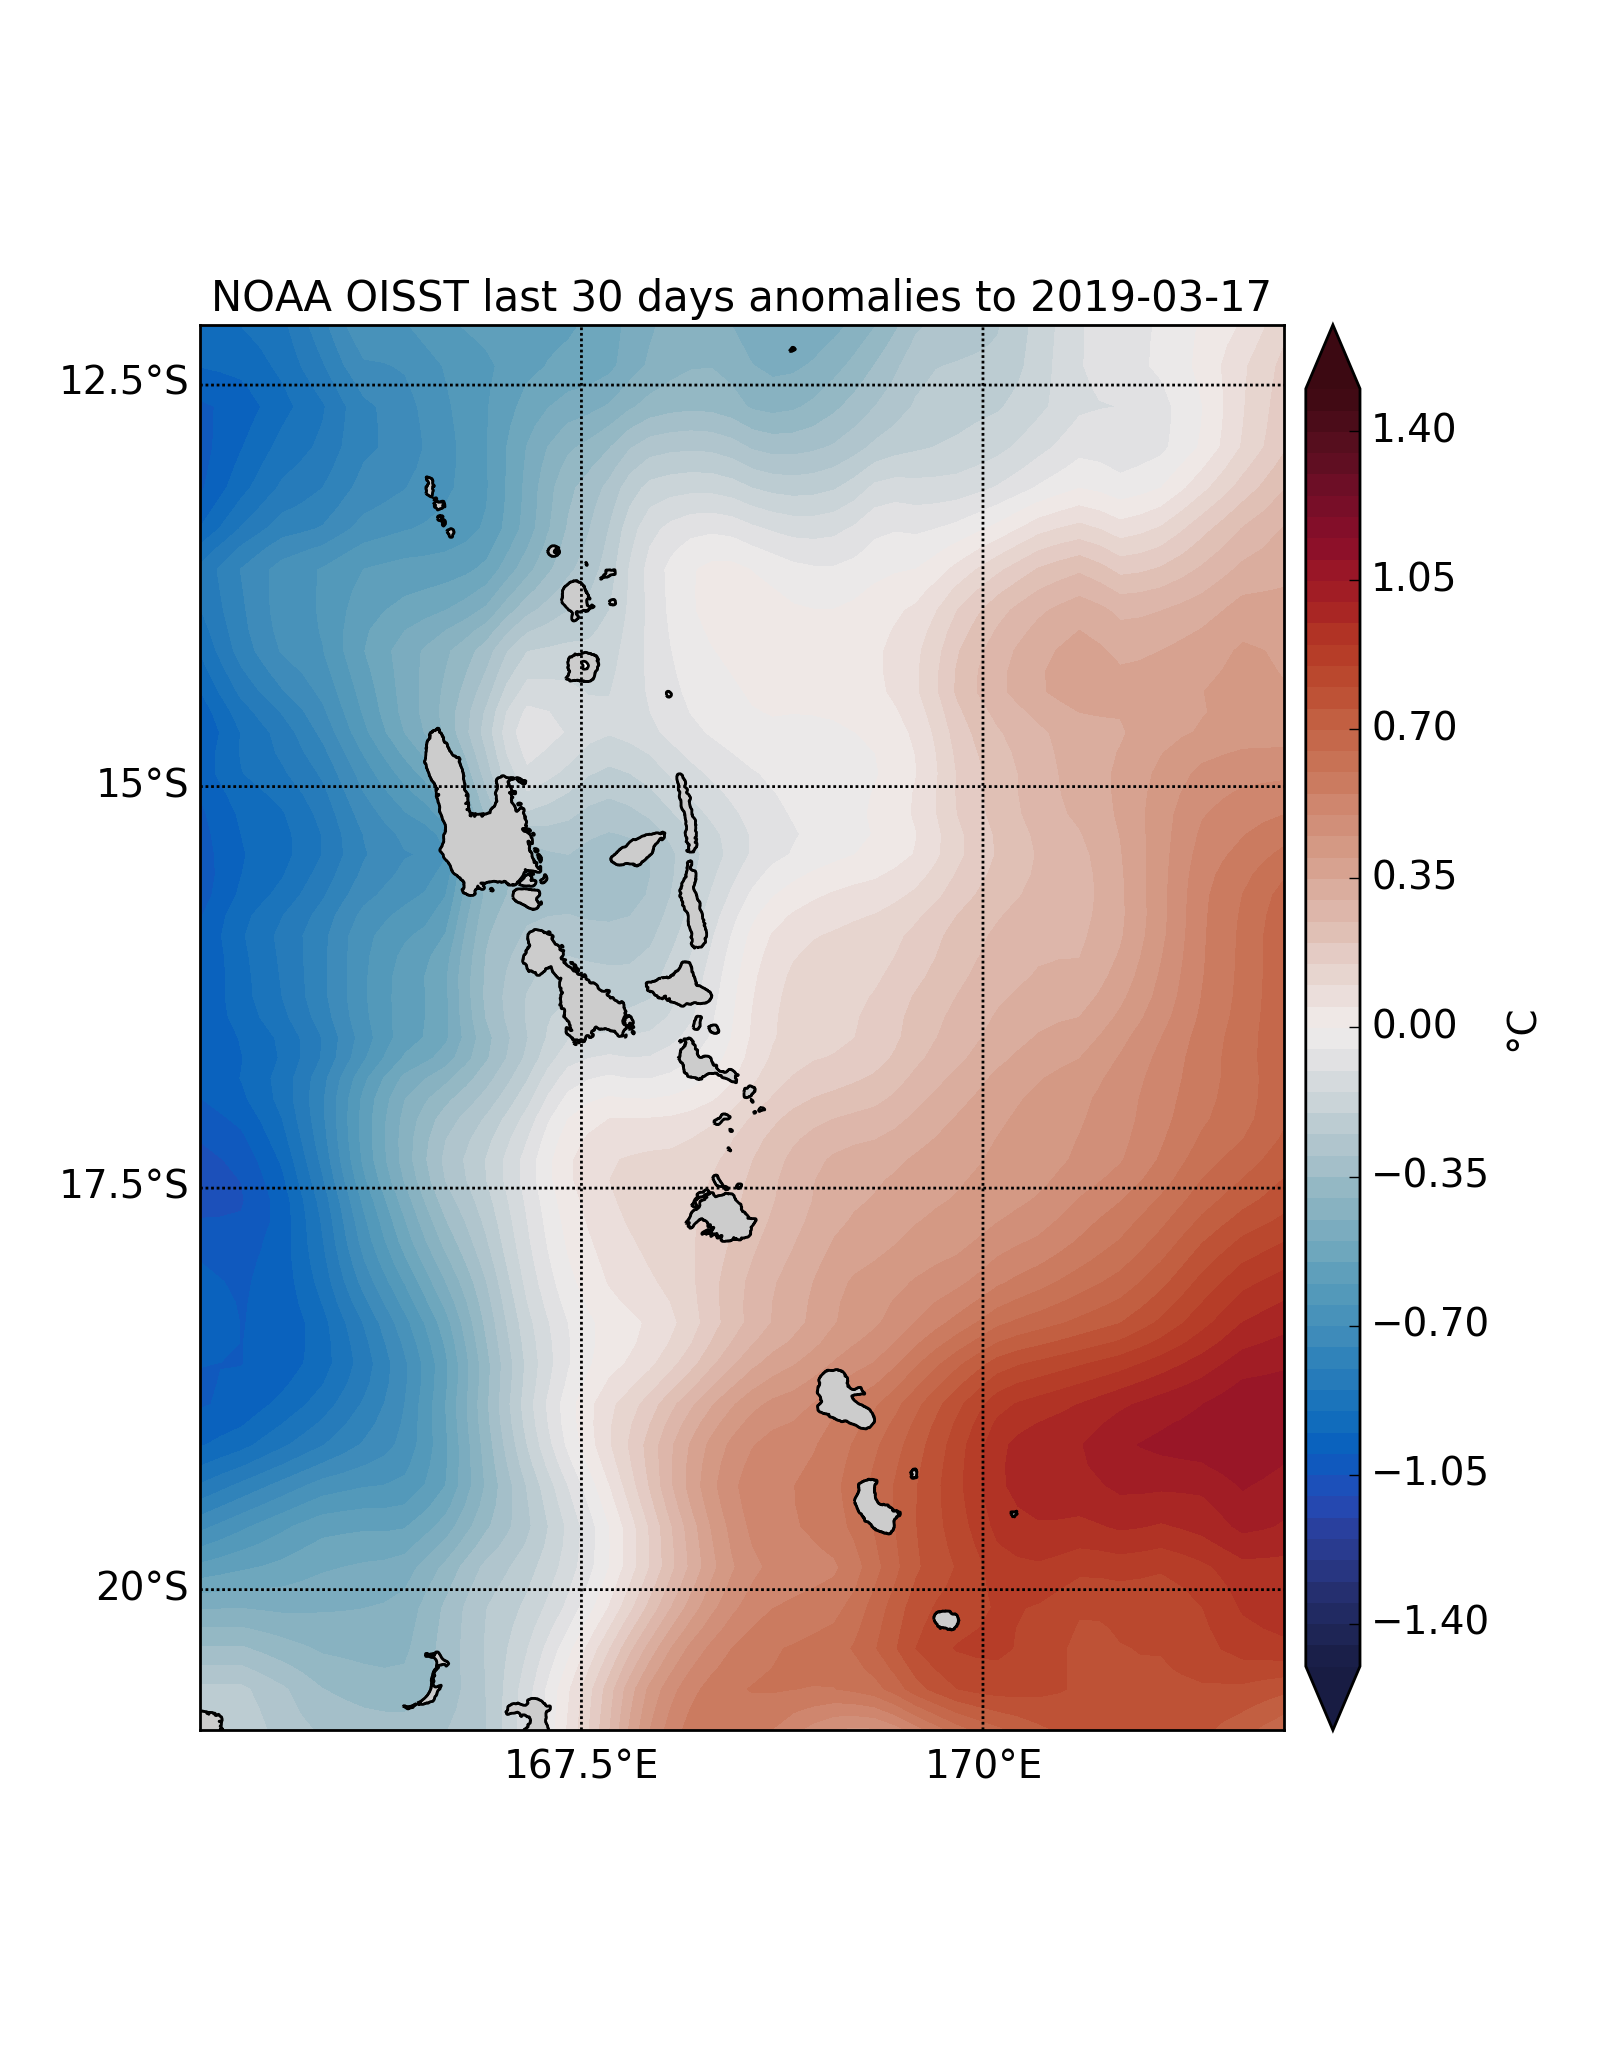 NOAA OISST last 30 days anomalies to 2019-03-17
12.5°S
15°S
17.5°S
20°S
167.5°E
170°E
1.40
1.05
0.70
0.35
0.00
−0.35
−0.70
−1.05
−1.40
°C